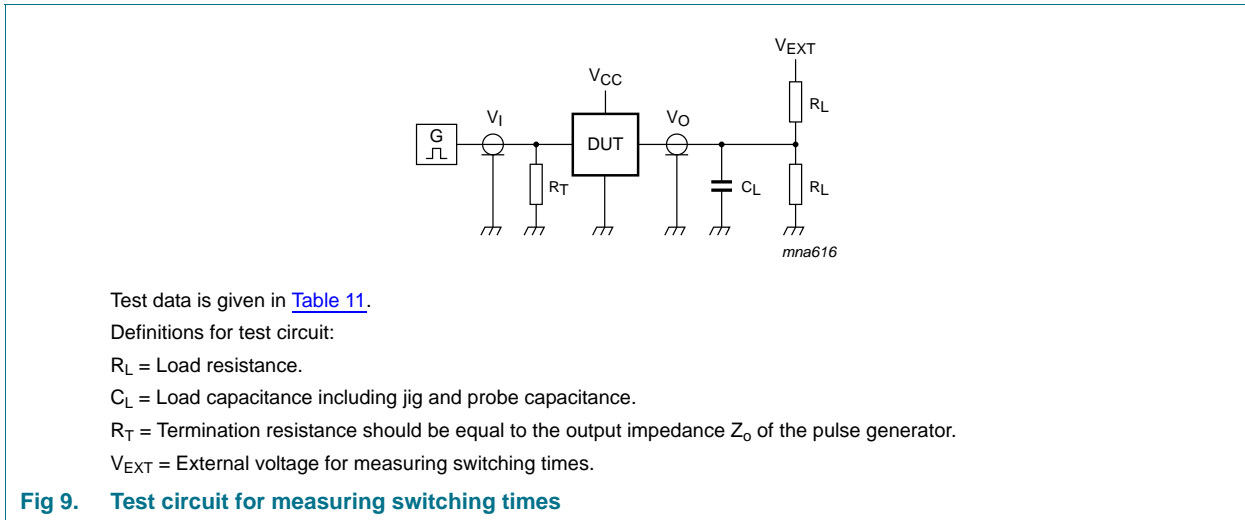 VEXT
VCC
RL
VI
VO
G
DUT
RT
CL
RL
mna616
Test data is given in Table 11.
Definitions for test circuit:
RL = Load resistance.
CL = Load capacitance including jig and probe capacitance.
RT = Termination resistance should be equal to the output impedance Zo of the pulse generator.
VEXT = External voltage for measuring switching times.
Fig 9. Test circuit for measuring switching times